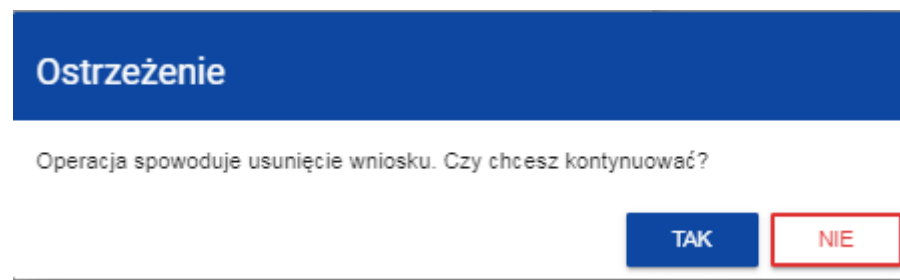 Ostrzeżenie
Operacja spowoduje usunięcie wniosku. Czy chcesz kontynuować?
TAK NIE